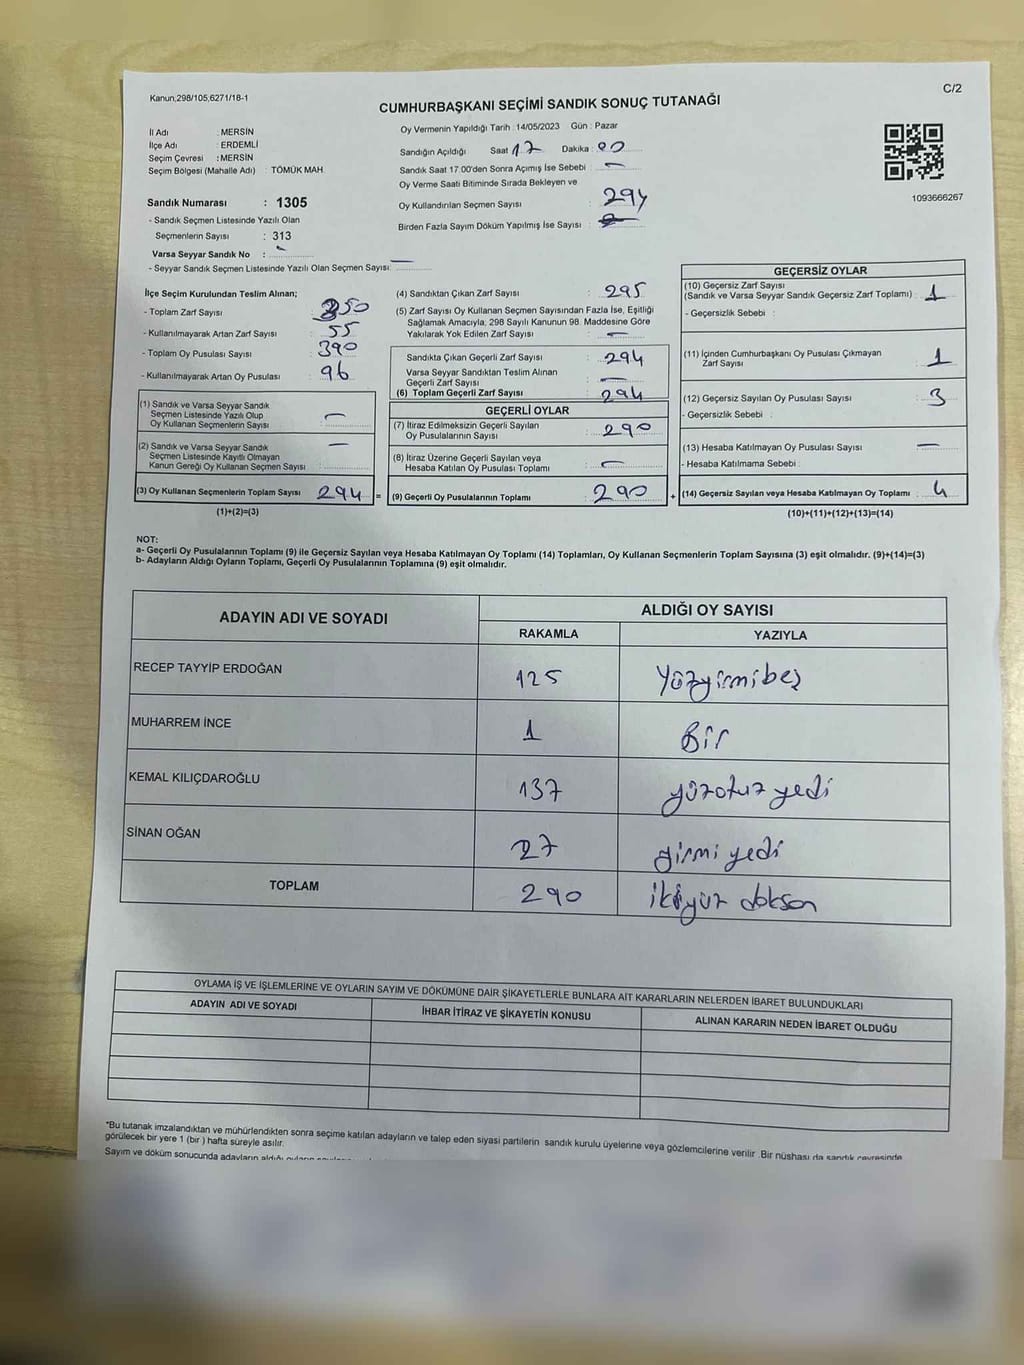 Kanun,298/105,6271/18-1
C/2
CUMHURBAŞKANI SEÇİMİ SANDIK SONUÇ TUTANAĞI
İl Adı : MERSİN
İlçe Adı : ERDEMLİ
Seçim Çevresi : MERSİN
Seçim Bölgesi (Mahalle Adı) : TÖMÜK MAH.
Oy Vermenin Yapıldığı Tarih : 14/05/2023 Gün : Pazar
Sandığın Açıldığı Saat 17 Dakika : 00
Sandık Saat 17:00'den Sonra Açımış İse Sebebi : —
Oy Verme Saati Bitiminde Sırada Bekleyen ve
Oy Kullandırılan Seçmen Sayısı : 294
Birden Fazla Sayım Döküm Yapılmış İse Sayısı :
1093666267
Sandık Numarası : 1305
- Sandık Seçmen Listesinde Yazılı Olan
Seçmenlerin Sayısı : 313
Varsa Seyyar Sandık No :
- Seyyar Sandık Seçmen Listesinde Yazılı Olan Seçmen Sayısı: —
İlçe Seçim Kurulundan Teslim Alınan;
- Toplam Zarf Sayısı : 350
- Kullanılmayarak Artan Zarf Sayısı : 55
- Toplam Oy Pusulası Sayısı : 390
- Kullanılmayarak Artan Oy Pusulası : 96
(1) Sandık ve Varsa Seyyar Sandık
Seçmen Listesinde Yazılı Olup
Oy Kullanan Seçmenlerin Sayısı : —
(2) Sandık ve Varsa Seyyar Sandık
Seçmen Listesinde Kayıtlı Olmayan
Kanun Gereği Oy Kullanan Seçmen Sayısı : —
(3) Oy Kullanan Seçmenlerin Toplam Sayısı : 294 =
(1)+(2)=(3)
(4) Sandıktan Çıkan Zarf Sayısı : 295
(5) Zarf Sayısı Oy Kullanan Seçmen Sayısından Fazla İse, Eşitliği
Sağlamak Amacıyla; 298 Sayılı Kanunun 98. Maddesine Göre
Yakılarak Yok Edilen Zarf Sayısı : —
Sandıkta Çıkan Geçerli Zarf Sayısı : 294
Varsa Seyyar Sandıktan Teslim Alınan
Geçerli Zarf Sayısı : —
(6) Toplam Geçerli Zarf Sayısı : 294
GEÇERLİ OYLAR
(7) İtiraz Edilmeksizin Geçerli Sayılan
Oy Pusulalarının Sayısı : 290
(8) İtiraz Üzerine Geçerli Sayılan veya
Hesaba Katılan Oy Pusulası Toplamı : —
(9) Geçerli Oy Pusulalarının Toplamı : 290 +
GEÇERSİZ OYLAR
(10) Geçersiz Zarf Sayısı
(Sandık ve Varsa Seyyar Sandık Geçersiz Zarf Toplamı) : 1
- Geçersizlik Sebebi :
(11) İçinden Cumhurbaşkanı Oy Pusulası Çıkmayan
Zarf Sayısı : 1
(12) Geçersiz Sayılan Oy Pusulası Sayısı : 3
- Geçersizlik Sebebi :
(13) Hesaba Katılmayan Oy Pusulası Sayısı : —
- Hesaba Katılmama Sebebi :
(14) Geçersiz Sayılan veya Hesaba Katılmayan Oy Toplamı : 4
(10)+(11)+(12)+(13)=(14)
NOT:
a- Geçerli Oy Pusulalarının Toplamı (9) ile Geçersiz Sayılan veya Hesaba Katılmayan Oy Toplamı (14) Toplamları, Oy Kullanan Seçmenlerin Toplam Sayısına (3) eşit olmalıdır. (9)+(14)=(3)
b- Adayların Aldığı Oyların Toplamı, Geçerli Oy Pusulalarının Toplamına (9) eşit olmalıdır.
ADAYIN ADI VE SOYADI
ALDIĞI OY SAYISI
RAKAMLA YAZIYLA
RECEP TAYYİP ERDOĞAN 125 Yüzyirmibeş
MUHARREM İNCE 1 Bir
KEMAL KILIÇDAROĞLU 137 yüzotuz yedi
SİNAN OĞAN 27 yirmi yedi
TOPLAM 290 ikiyüz doksan
OYLAMA İŞ VE İŞLEMLERİNE VE OYLARIN SAYIM VE DÖKÜMÜNE DAİR ŞİKAYETLERLE BUNLARA AİT KARARLARIN NELERDEN İBARET BULUNDUKLARI
ADAYIN ADI VE SOYADI İHBAR İTİRAZ VE ŞİKAYETİN KONUSU ALINAN KARARIN NEDEN İBARET OLDUĞU
*Bu tutanak imzalandıktan ve mühürlendikten sonra seçime katılan adayların ve talep eden siyasi partilerin sandık kurulu üyelerine veya gözlemcilerine verilir .Bir nüshası da sandık çevresinde
görülecek bir yere 1 (bir ) hafta süreyle asılır.
Sayım ve döküm sonucunda adayların aldığı